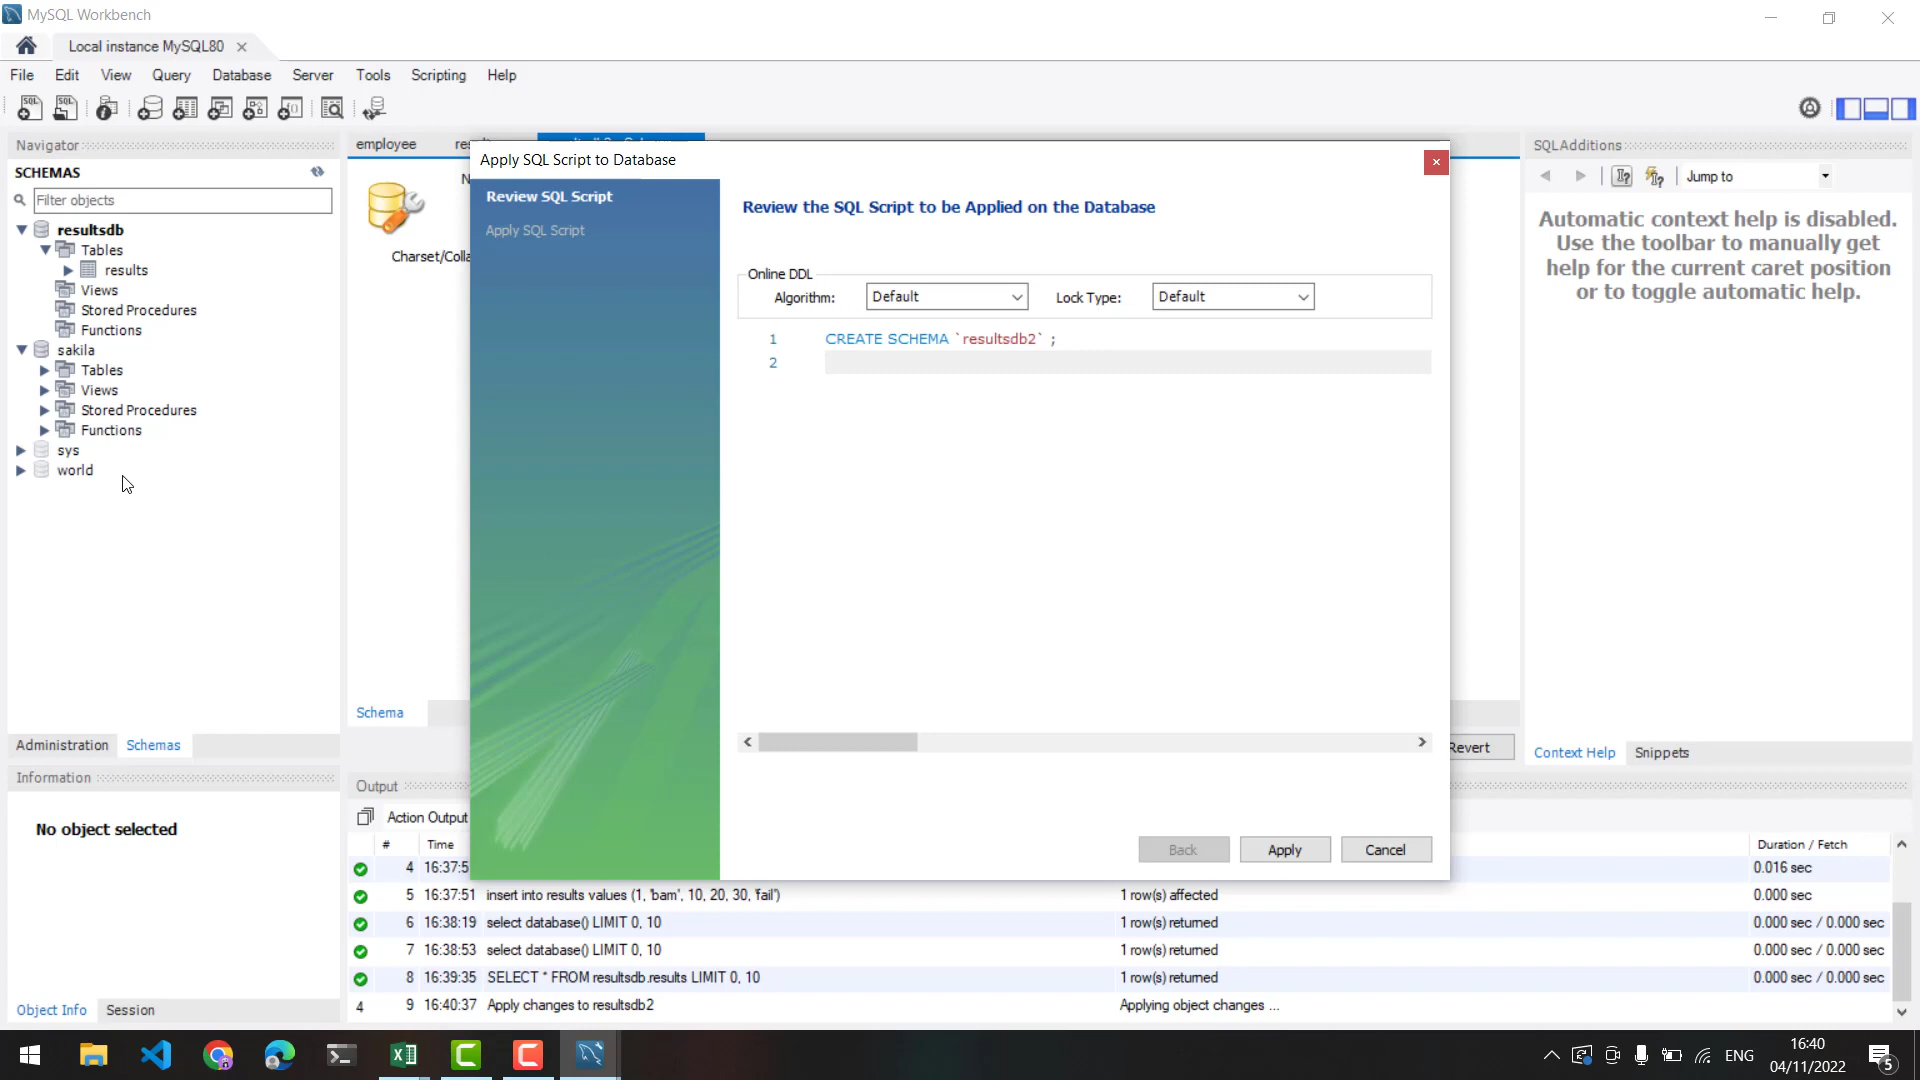 MySQL Workbench
Local instance MySQL80
File Edit View Query Database Server Tools Scripting Help
Navigator
SCHEMAS
Filter objects
resultsdb
Tables
results
Views
Stored Procedures
Functions
sakila
Tables
Views
Stored Procedures
Functions
sys
world
Administration Schemas
Information
No object selected
Object Info Session
employee
Charset/Colla
Schema
Apply SQL Script to Database
Review SQL Script
Apply SQL Script
Review the SQL Script to be Applied on the Database
Online DDL
Algorithm: Default Lock Type: Default
1 CREATE SCHEMA `resultsdb2` ;
2
Back Apply Cancel
Revert
SQLAdditions
Jump to
Automatic context help is disabled.
Use the toolbar to manually get
help for the current caret position
or to toggle automatic help.
Context Help Snippets
Output
Action Output
# Time Duration / Fetch
4 16:37:5 0.016 sec
5 16:37:51 insert into results values (1, 'bam', 10, 20, 30, 'fail') 1 row(s) affected 0.000 sec
6 16:38:19 select database() LIMIT 0, 10 1 row(s) returned 0.000 sec / 0.000 sec
7 16:38:53 select database() LIMIT 0, 10 1 row(s) returned 0.000 sec / 0.000 sec
8 16:39:35 SELECT * FROM resultsdb.results LIMIT 0, 10 1 row(s) returned 0.000 sec / 0.000 sec
4 9 16:40:37 Apply changes to resultsdb2 Applying object changes ...
ENG
16:40
04/11/2022
5